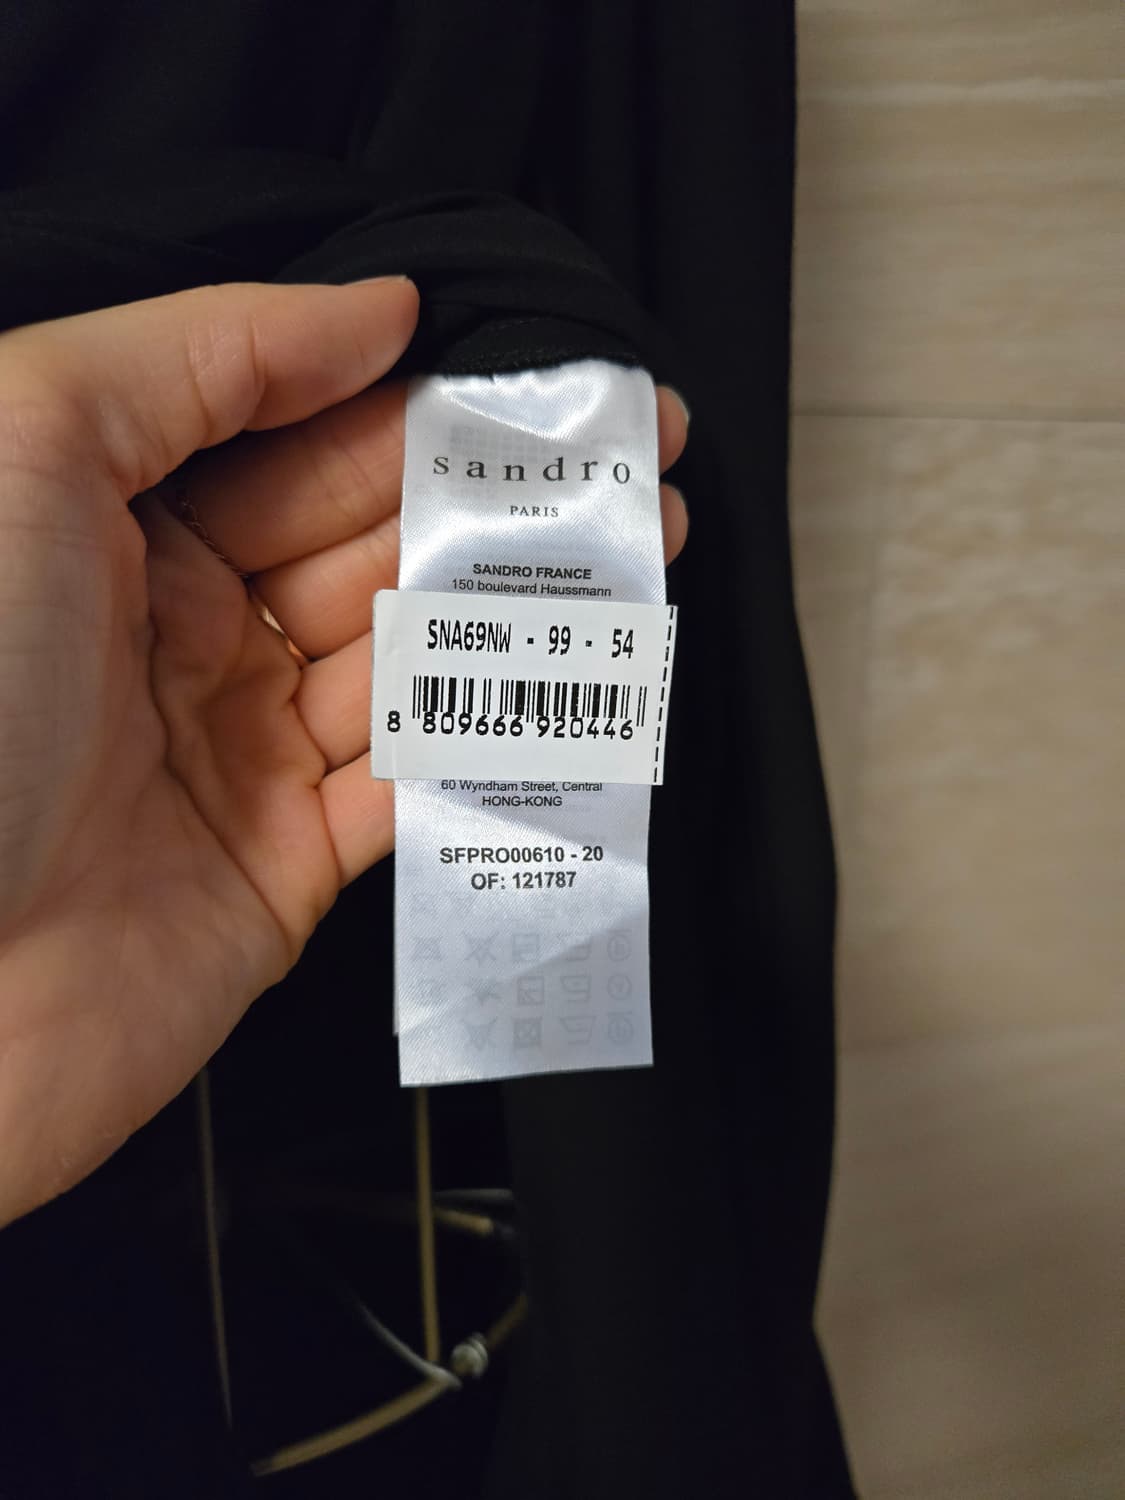 sandro
PARIS
SANDRO FRANCE
150 boulevard Haussmann
SNA69NW - 99 - 54
8 809666 920446
60 Wyndham Street, Central
HONG-KONG
SFPRO00610 - 20
OF: 121787